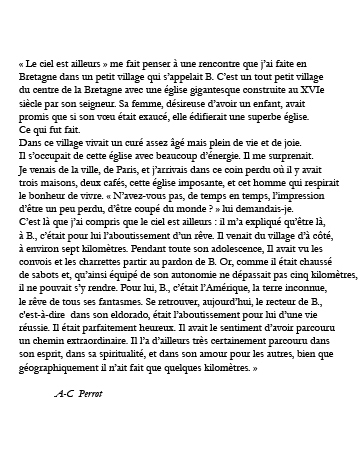 « Le ciel est ailleurs » me fait penser à une rencontre que j'ai faite en
Bretagne dans un petit village qui s'appelait B. C'est un tout petit village
du centre de la Bretagne avec une église gigantesque construite au XVIe
siècle par son seigneur. Sa femme, désireuse d'avoir un enfant, avait
promis que si son vœu était exaucé, elle édifierait une superbe église.
Ce qui fut fait.
Dans ce village vivait un curé assez âgé mais plein de vie et de joie.
Il s'occupait de cette église avec beaucoup d'énergie. Il me surprenait.
Je venais de la ville, de Paris, et j'arrivais dans ce coin perdu où il y avait
trois maisons, deux cafés, cette église imposante, et cet homme qui respirait
le bonheur de vivre. « N'avez-vous pas, de temps en temps, l'impression
d'être un peu perdu, d'être coupé du monde ? » lui demandais-je.
C'est là que j'ai compris que le ciel est ailleurs : il m'a expliqué qu'être là,
à B., c'était pour lui l'aboutissement d'un rêve. Il venait du village d'à côté,
à environ sept kilomètres. Pendant toute son adolescence, Il avait vu les
convois et les charrettes partir au pardon de B. Or, comme il était chaussé
de sabots et, qu'ainsi équipé de son autonomie ne dépassait pas cinq kilomètres,
il ne pouvait s'y rendre. Pour lui, B., c'était l'Amérique, la terre inconnue,
le rêve de tous ses fantasmes. Se retrouver, aujourd'hui, le recteur de B.,
c'est-à-dire dans son eldorado, était l'aboutissement pour lui d'une vie
réussie. Il était parfaitement heureux. Il avait le sentiment d'avoir parcouru
un chemin extraordinaire. Il l'a d'ailleurs très certainement parcouru dans
son esprit, dans sa spiritualité, et dans son amour pour les autres, bien que
géographiquement il n'ait fait que quelques kilomètres. »
A-C Perrot